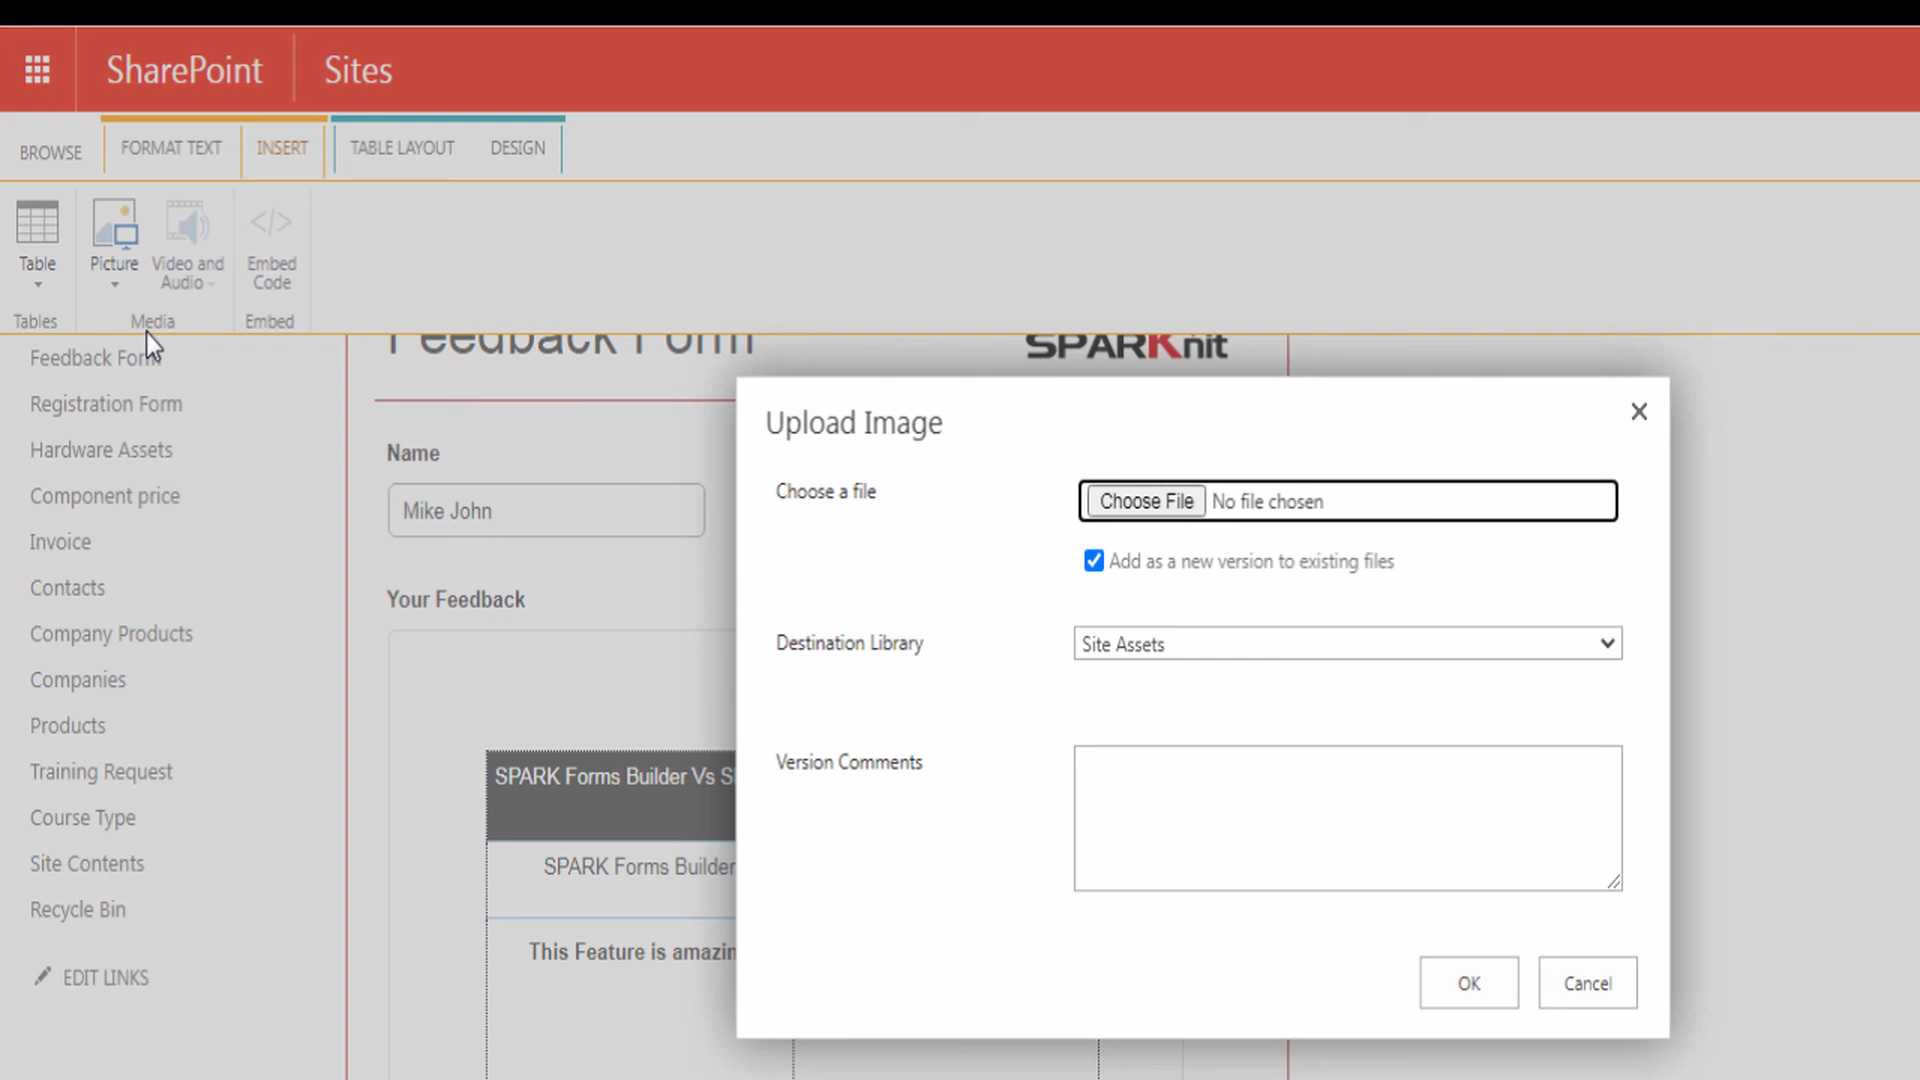 SharePoint
Sites
BROWSE
FORMAT TEXT
INSERT
TABLE LAYOUT
DESIGN
Table
Picture
Video and
Audio
Embed
Code
Tables
Media
Embed
Feedback Form
Registration Form
Hardware Assets
Component price
Invoice
Contacts
Company Products
Companies
Products
Training Request
Course Type
Site Contents
Recycle Bin
EDIT LINKS
Feedback Form
SPARKnit
Name
Mike John
Your Feedback
SPARK Forms Builder Vs S
SPARK Forms Builder
This Feature is amazin
Upload Image
Choose a file
Choose File No file chosen
Add as a new version to existing files
Destination Library
Site Assets
Version Comments
OK
Cancel